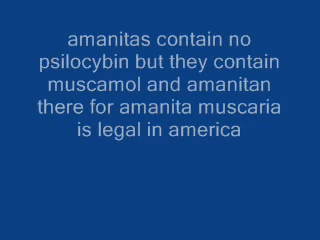 amanitas contain no
psilocybin but they contain
muscamol and amanitan
there for amanita muscaria
is legal in america